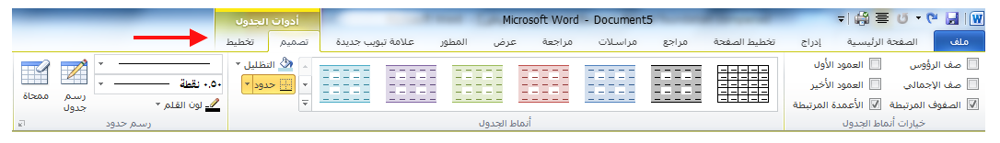 Microsoft Word - Document5
أدوات الجدول
ملف
الصفحة الرئيسية
إدراج
تخطيط الصفحة
مراجع
مراسلات
مراجعة
عرض
المطور
علامة تبويب جديدة
تصميم
تخطيط
صف الرؤوس
العمود الأول
صف الإجمالي
العمود الأخير
الصفوف المرتبطة
الأعمدة المرتبطة
خيارات أنماط الجدول
التظليل
حدود
أنماط الجدول
٠.٥٠ نقطة
لون القلم
رسم
جدول
ممحاة
رسم حدود